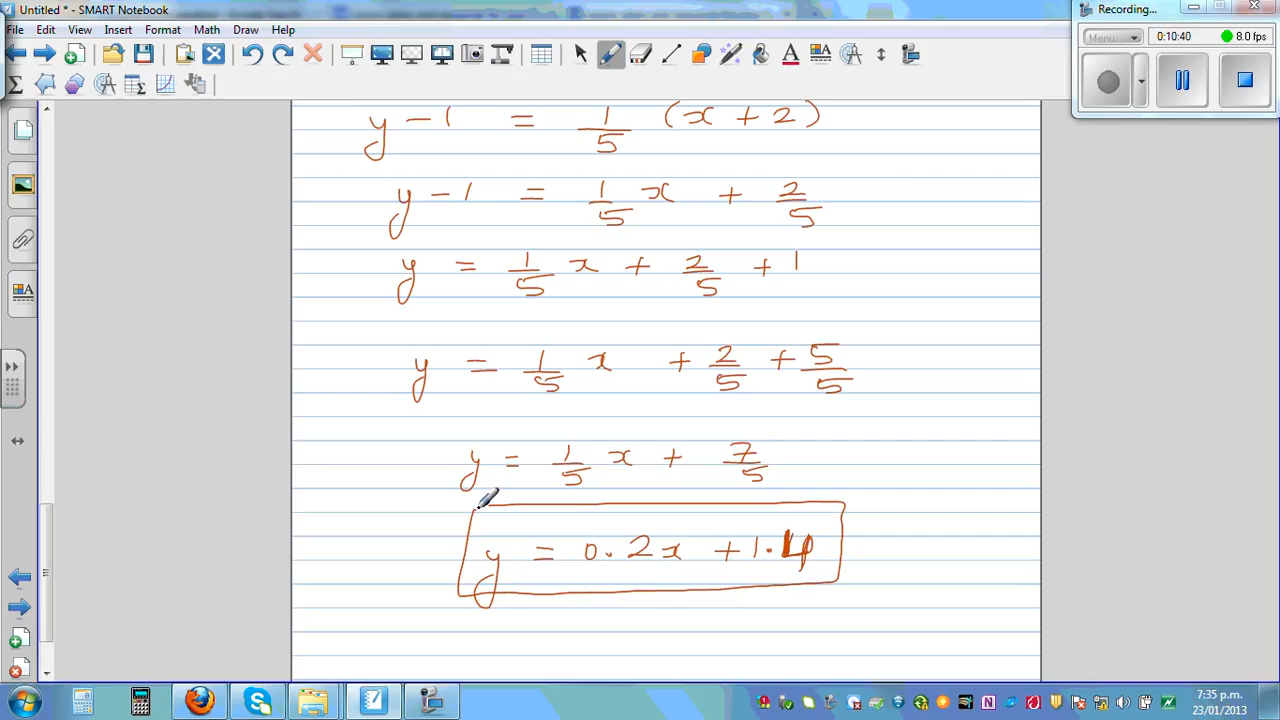 Untitled * - SMART Notebook
File Edit View Insert Format Math Draw Help
Recording...
Menu
0:10:40
8.0 fps
y - 1 = 1/5 (x + 2)
y - 1 = 1/5 x + 2/5
y = 1/5 x + 2/5 + 1
y = 1/5 x + 2/5 + 5/5
y = 1/5 x + 7/5
y = 0.2x + 1.4
7:35 p.m.
23/01/2013